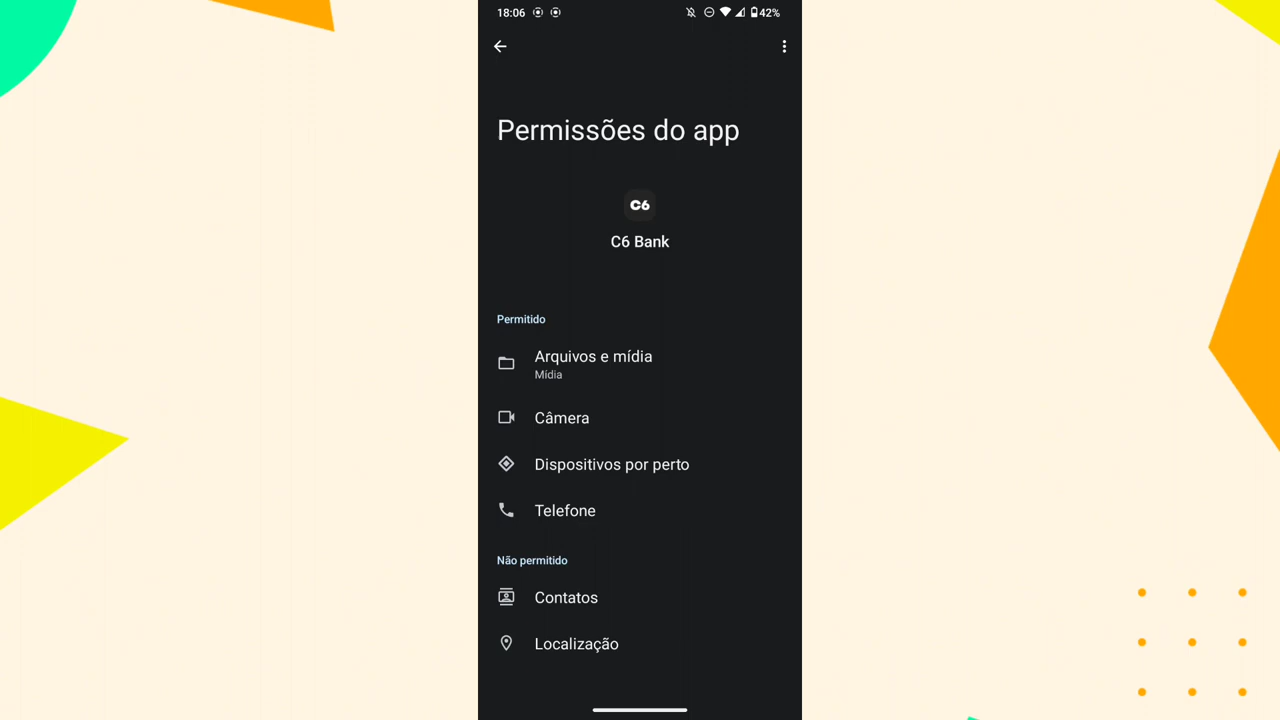 18:06 42%
Permissões do app
C6
C6 Bank
Permitido
Arquivos e mídia
Mídia
Câmera
Dispositivos por perto
Telefone
Não permitido
Contatos
Localização